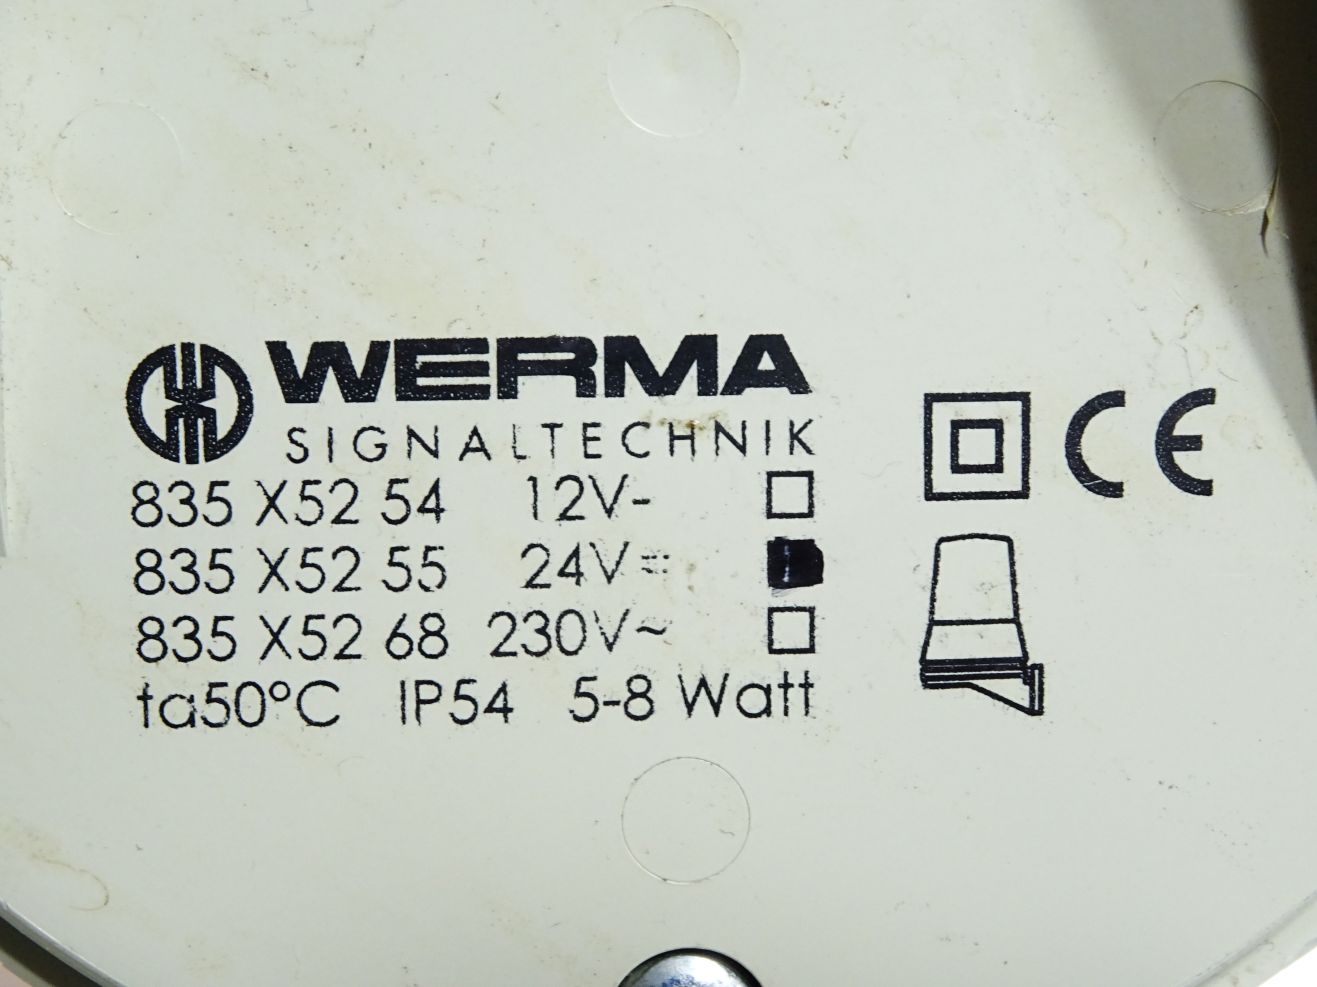 WERMA
SIGNALTECHNIK
835 X52 54 12V-
835 X52 55 24V=
835 X52 68 230V~
ta50°C IP54 5-8 Watt
CE